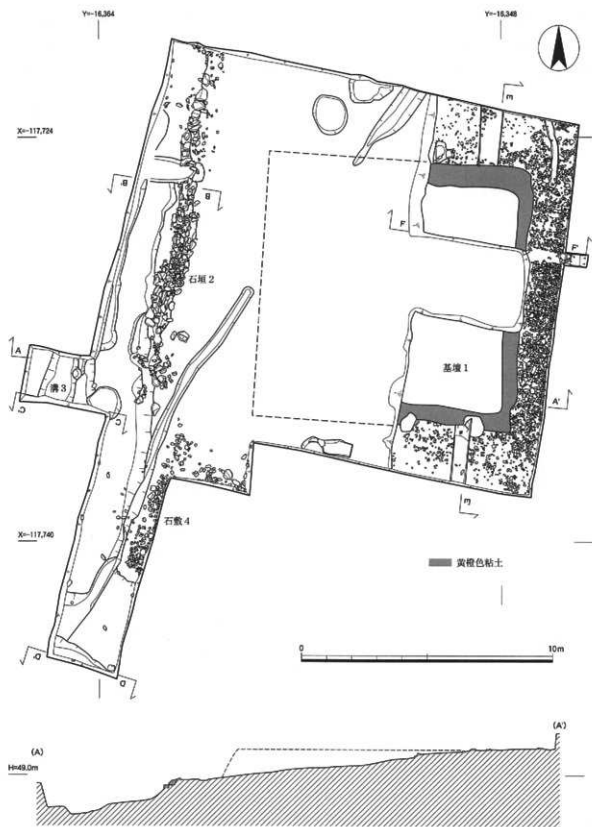 Y=-16,364
Y=-16,348
X=-117,724
E
B'
B
F
F'
石垣2
A
溝3
基壇1
A'
C
C'
石敷4
E'
X=-117,740
黄橙色粘土
D'
D
0
10m
(A)
(A')
H=49.0m